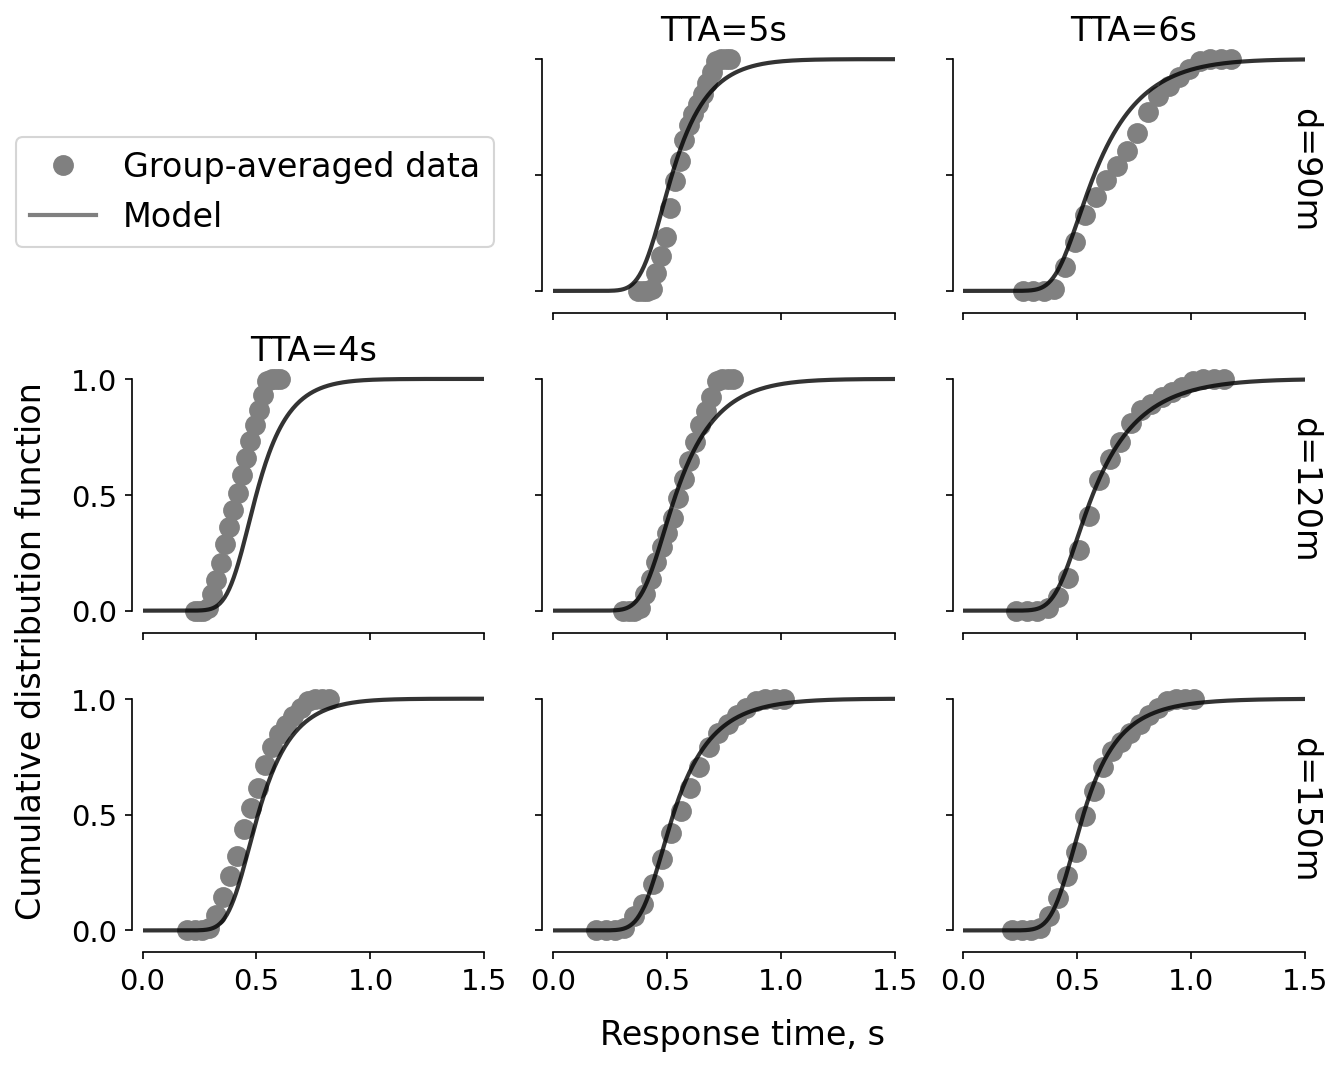 TTA=5s
TTA=6s
Group-averaged data
Model
d=90m
TTA=4s
Cumulative distribution function
1.0
0.5
0.0
d=120m
1.0
0.5
0.0
d=150m
0.0 0.5 1.0 1.5
0.0 0.5 1.0 1.5
0.0 0.5 1.0 1.5
Response time, s